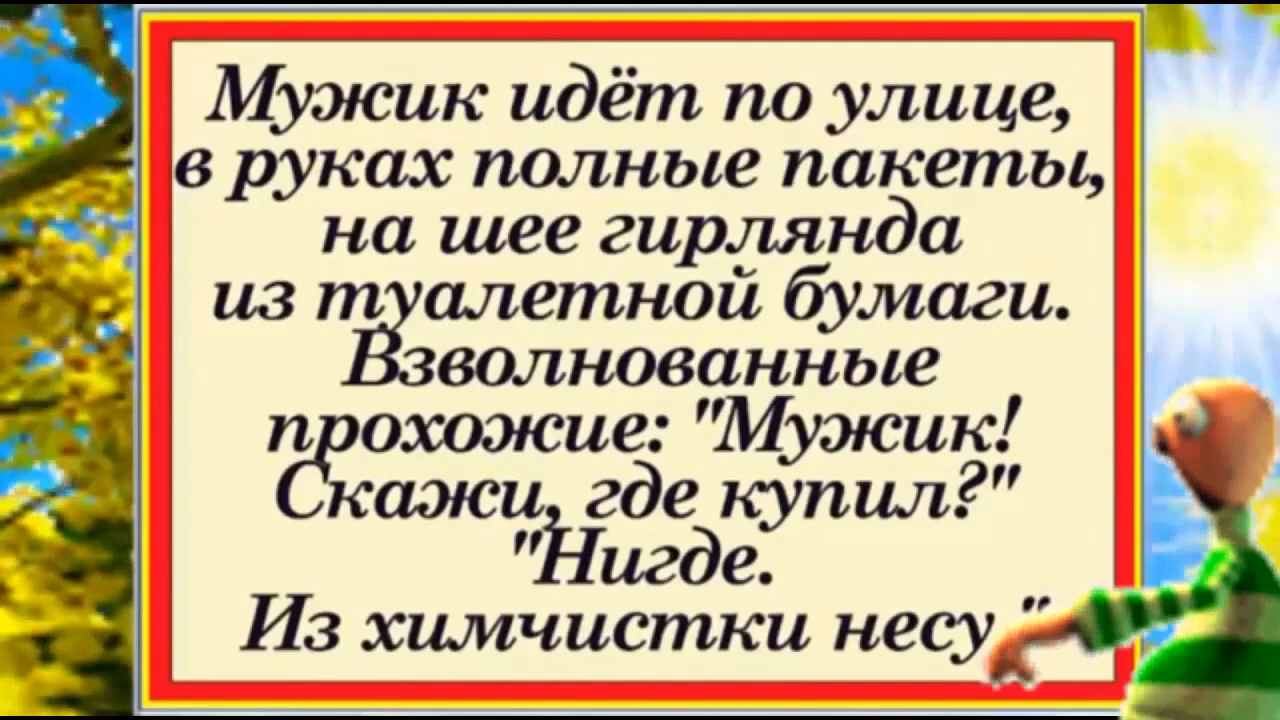 Мужик идёт по улице,
в руках полные пакеты,
на шее гирлянда
из туалетной бумаги.
Взволнованные
прохожие: "Мужик!
Скажи, где купил?"
"Нигде.
Из химчистки несу."